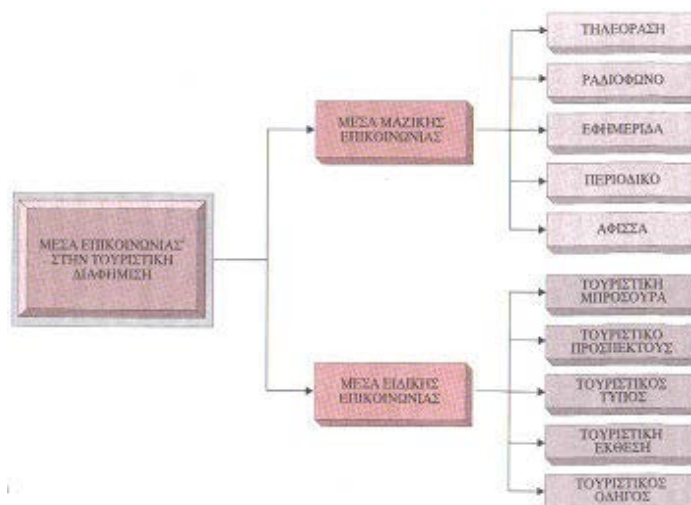 ΜΕΣΑ ΕΠΙΚΟΙΝΩΝΙΑΣ
ΣΤΗΝ ΤΟΥΡΙΣΤΙΚΗ
ΔΙΑΦΗΜΙΣΗ
ΜΕΣΑ ΜΑΖΙΚΗΣ
ΕΠΙΚΟΙΝΩΝΙΑΣ
ΤΗΛΕΟΡΑΣΗ
ΡΑΔΙΟΦΩΝΟ
ΕΦΗΜΕΡΙΔΑ
ΠΕΡΙΟΔΙΚΟ
ΑΦΙΣΣΑ
ΜΕΣΑ ΕΙΔΙΚΗΣ
ΕΠΙΚΟΙΝΩΝΙΑΣ
ΤΟΥΡΙΣΤΙΚΗ
ΜΠΡΟΣΟΥΡΑ
ΤΟΥΡΙΣΤΙΚΟ
ΠΡΟΣΠΕΚΤΟΥΣ
ΤΟΥΡΙΣΤΙΚΟΣ
ΤΥΠΟΣ
ΤΟΥΡΙΣΤΙΚΗ
ΕΚΘΕΣΗ
ΤΟΥΡΙΣΤΙΚΟΣ
ΟΔΗΓΟΣ